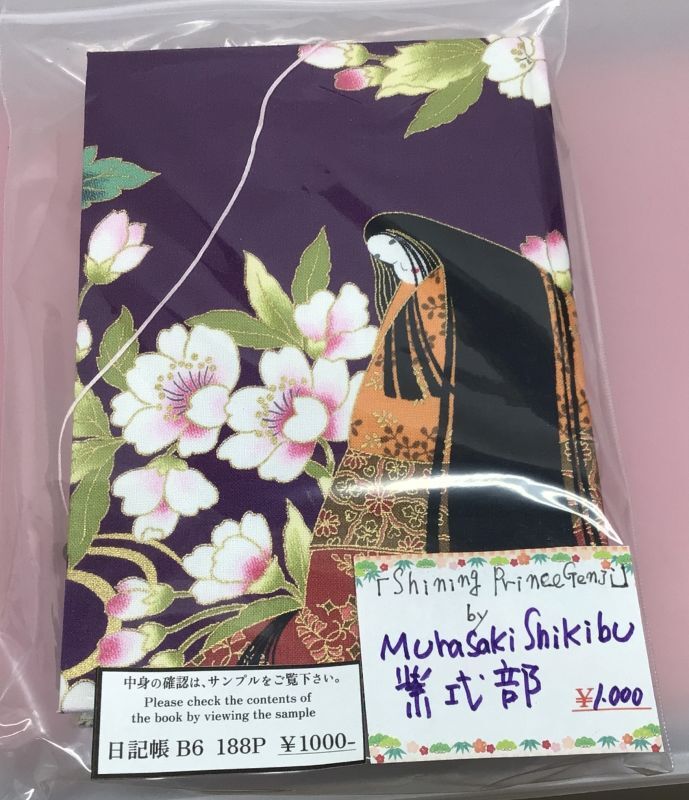 「Shining Prince Genji」
by
Murasaki Shikibu
紫式部
¥1.000
中身の確認は、サンプルをご覧下さい。
Please check the contents of
the book by viewing the sample
日記帳 B6 188P ¥1000-